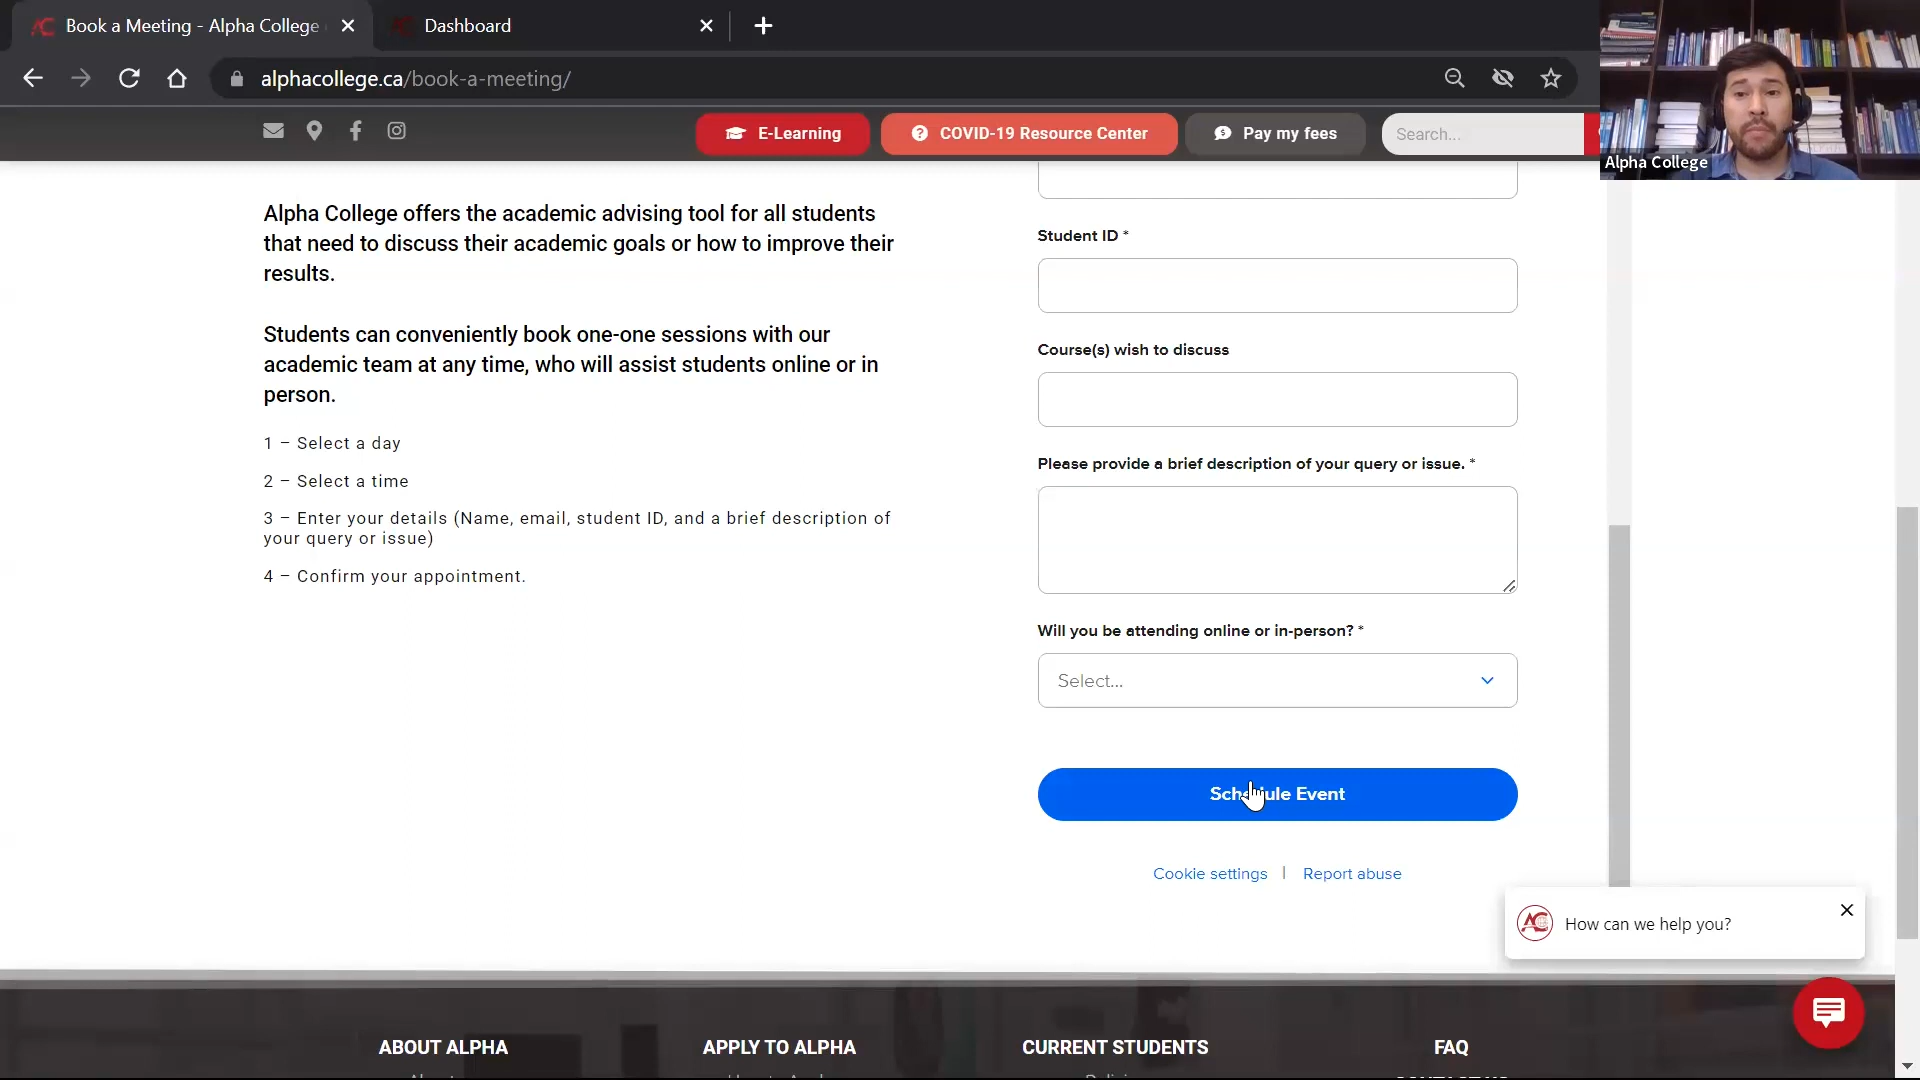 Book a Meeting - Alpha College
Dashboard
alphacollege.ca/book-a-meeting/
E-Learning
COVID-19 Resource Center
Pay my fees
Search...
Alpha College
Alpha College offers the academic advising tool for all students
that need to discuss their academic goals or how to improve their
results.
Students can conveniently book one-one sessions with our
academic team at any time, who will assist students online or in
person.
1 – Select a day
2 – Select a time
3 – Enter your details (Name, email, student ID, and a brief description of
your query or issue)
4 – Confirm your appointment.
Student ID *
Course(s) wish to discuss
Please provide a brief description of your query or issue. *
Will you be attending online or in-person? *
Select...
Schedule Event
Cookie settings | Report abuse
How can we help you?
ABOUT ALPHA
APPLY TO ALPHA
CURRENT STUDENTS
FAQ